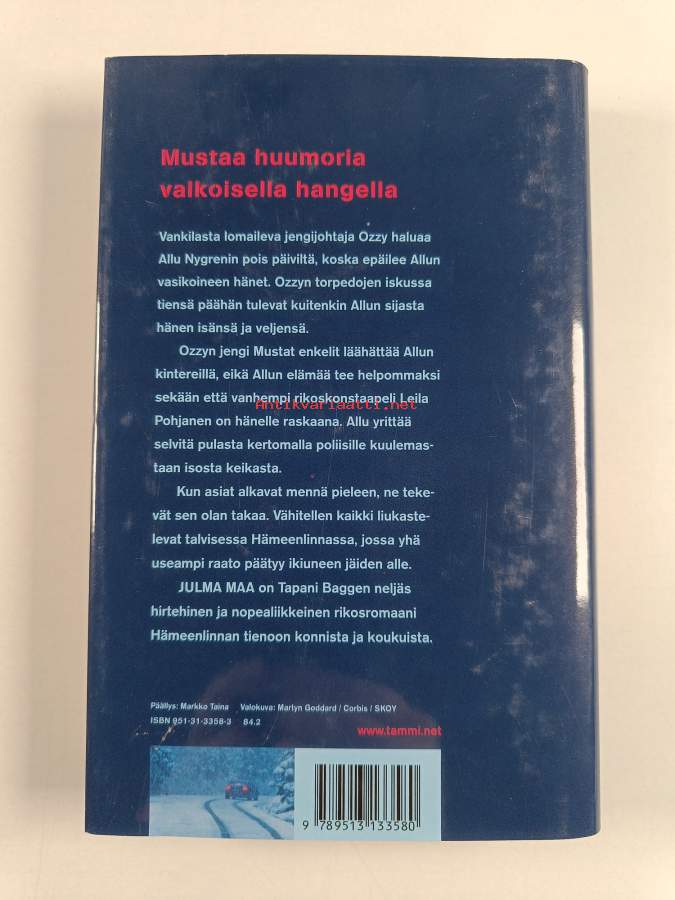 Mustaa huumoria
valkoisella hangella
Vankilasta lomaileva jengijohtaja Ozzy haluaa
Allu Nygrenin pois päiviltä, koska epäilee Allun
vasikoineen hänet. Ozzyn torpedojen iskussa
tiensä päähän tulevat kuitenkin Allun sijasta
hänen isänsä ja veljensä.
Ozzyn jengi Mustat enkelit läähättää Allun
kintereillä, eikä Allun elämää tee helpommaksi
sekään että vanhempi rikoskonstaapeli Leila
Antikvariaatti.net
Pohjanen on hänelle raskaana. Allu yrittää
selvitä pulasta kertomalla poliisille kuulemas-
taan isosta keikasta.
Kun asiat alkavat mennä pieleen, ne teke-
vät sen olan takaa. Vähitellen kaikki liukaste-
levat talvisessa Hämeenlinnassa, jossa yhä
useampi raato päätyy ikiuneen jäiden alle.
JULMA MAA on Tapani Baggen neljäs
hirtehinen ja nopealiikkeinen rikosromaani
Hämeenlinnan tienoon konnista ja koukuista.
Päällys: Markko Taina Valokuva: Martyn Goddard / Corbis / SKOY
ISBN 951-31-3358-3 84.2
www.tammi.net
9 789513 133580